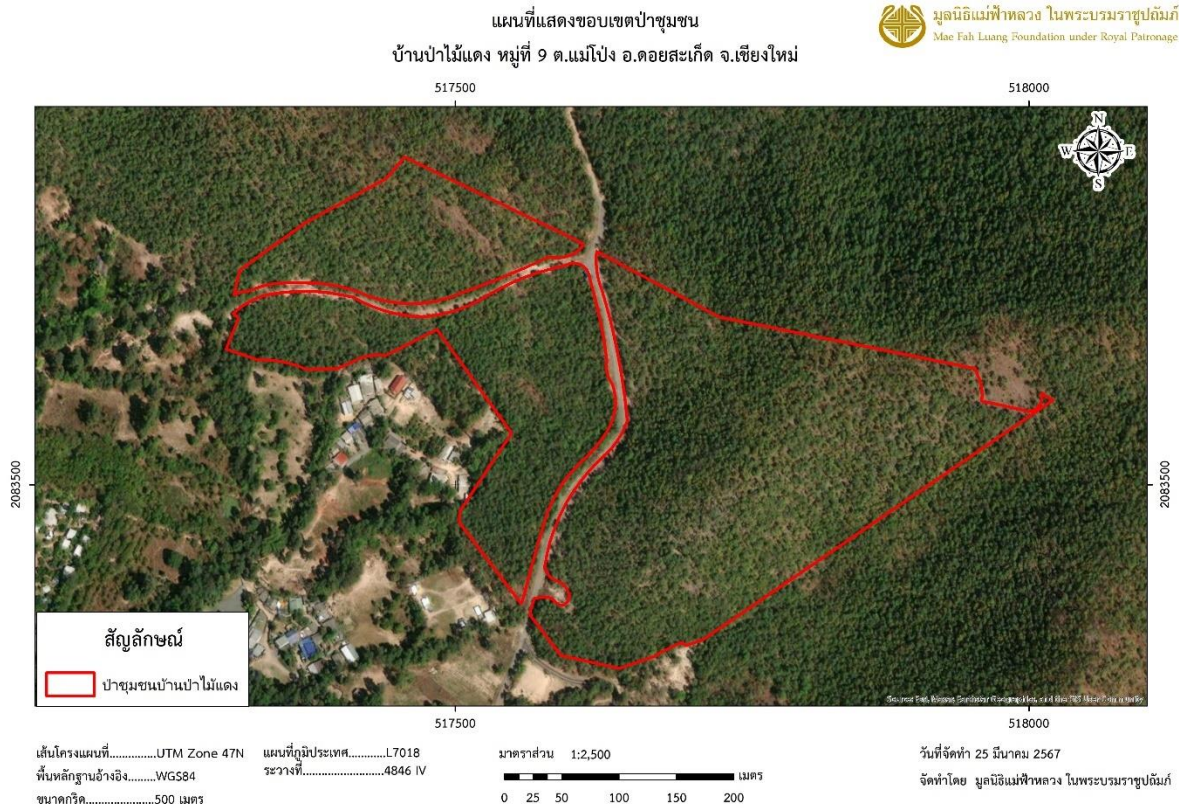 แผนที่แสดงขอบเขตป่าชุมชน
บ้านป่าไม้แดง หมู่ที่ 9 ต.แม่โป่ง อ.ดอยสะเก็ด จ.เชียงใหม่
มูลนิธิแม่ฟ้าหลวง ในพระบรมราชูปถัมภ์
Mae Fah Luang Foundation under Royal Patronage
517500 518000
N
W E
S
2083500 2083500
สัญลักษณ์
ป่าชุมชนบ้านป่าไม้แดง
Source: Esri, Maxar, Earthstar Geographics, and the GIS User Community
517500 518000
เส้นโครงแผนที่...............UTM Zone 47N
พื้นหลักฐานอ้างอิง.........WGS84
ขนาดกริด.....................500 เมตร
แผนที่ภูมิประเทศ............L7018
ระวางที่..........................4846 IV
มาตราส่วน 1:2,500
เมตร
0 25 50 100 150 200
วันที่จัดทำ 25 มีนาคม 2567
จัดทำโดย มูลนิธิแม่ฟ้าหลวง ในพระบรมราชูปถัมภ์